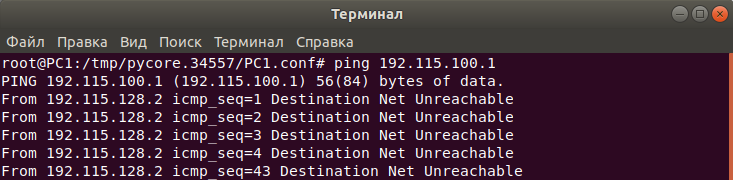 Терминал
Файл Правка Вид Поиск Терминал Справка
root@PC1:/tmp/pycore.34557/PC1.conf# ping 192.115.100.1
PING 192.115.100.1 (192.115.100.1) 56(84) bytes of data.
From 192.115.128.2 icmp_seq=1 Destination Net Unreachable
From 192.115.128.2 icmp_seq=2 Destination Net Unreachable
From 192.115.128.2 icmp_seq=3 Destination Net Unreachable
From 192.115.128.2 icmp_seq=4 Destination Net Unreachable
From 192.115.128.2 icmp_seq=43 Destination Net Unreachable